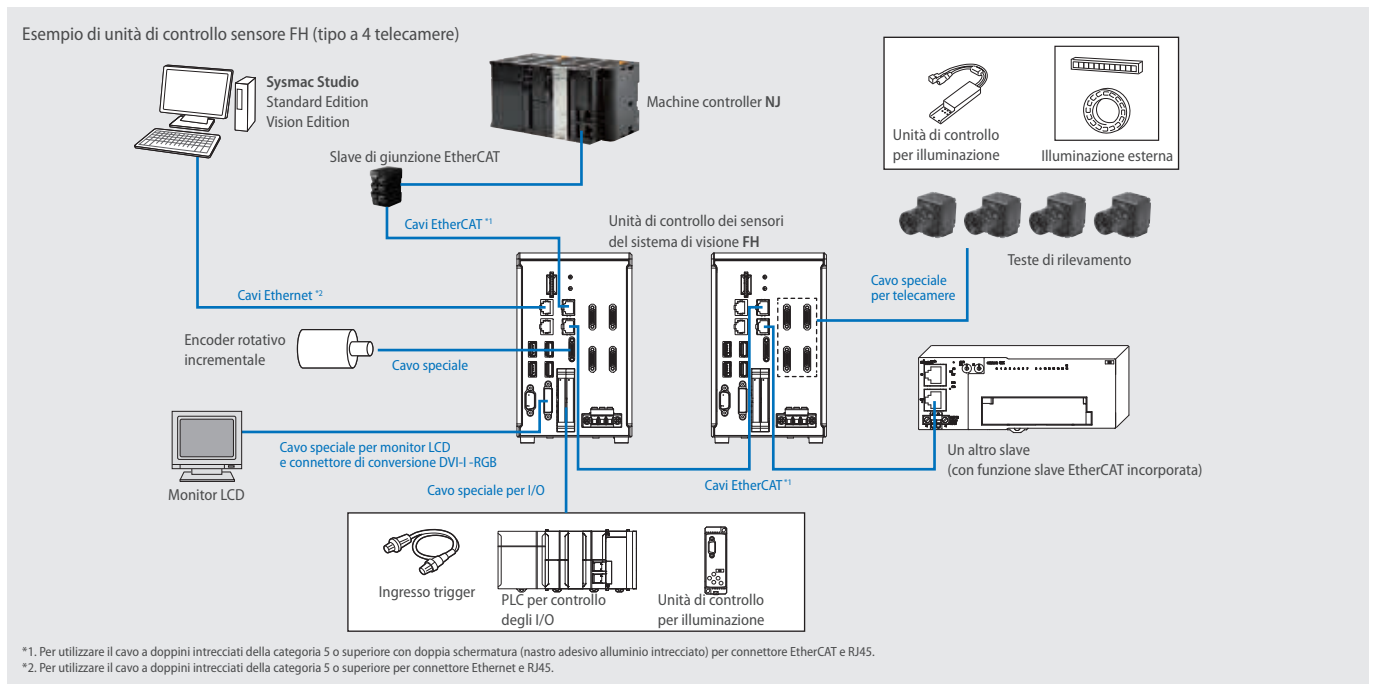 Esempio di unità di controllo sensore FH (tipo a 4 telecamere)
Sysmac Studio
Standard Edition
Vision Edition
Machine controller NJ
Unità di controllo
per illuminazione
Illuminazione esterna
Slave di giunzione EtherCAT
Cavi EtherCAT *1
Unità di controllo dei sensori
del sistema di visione FH
Teste di rilevamento
Cavo speciale
per telecamere
Cavi Ethernet *2
Encoder rotativo
incrementale
Cavo speciale
Cavo speciale per monitor LCD
e connettore di conversione DVI-I -RGB
Monitor LCD
Cavo speciale per I/O
Cavi EtherCAT *1
Un altro slave
(con funzione slave EtherCAT incorporata)
Ingresso trigger
PLC per controllo
degli I/O
Unità di controllo
per illuminazione
*1. Per utilizzare il cavo a doppini intrecciati della categoria 5 o superiore con doppia schermatura (nastro adesivo alluminio intrecciato) per connettore EtherCAT e RJ45.
*2. Per utilizzare il cavo a doppini intrecciati della categoria 5 o superiore per connettore Ethernet e RJ45.